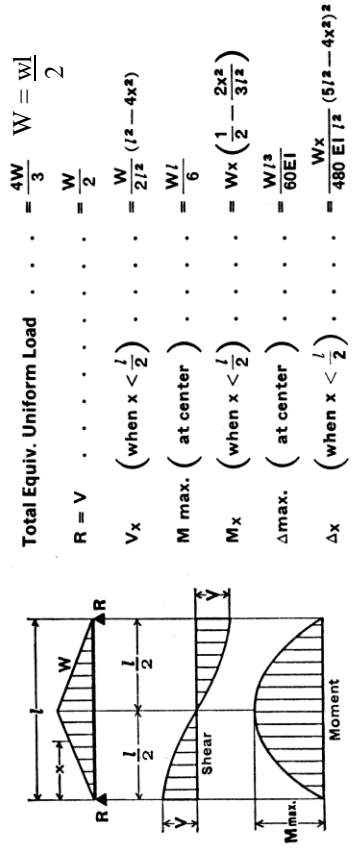 Total Equiv. Uniform Load . . . . = 4W/3 W = wl/2
R = V . . . . . . . . . . . . = W/2
Vx (when x < l/2) . . . . = W/2l² (l² − 4x²)
M max. (at center) . . . . = Wl/6
Mx (when x < l/2) . . . . = Wx (1/2 − 2x²/3l²)
Δmax. (at center) . . . . = Wl³/60EI
Δx (when x < l/2) . . . . = Wx/480 EI l² (5l² − 4x²)²
l
x
W
R R
l/2 l/2
V
Shear
V
M max.
Moment